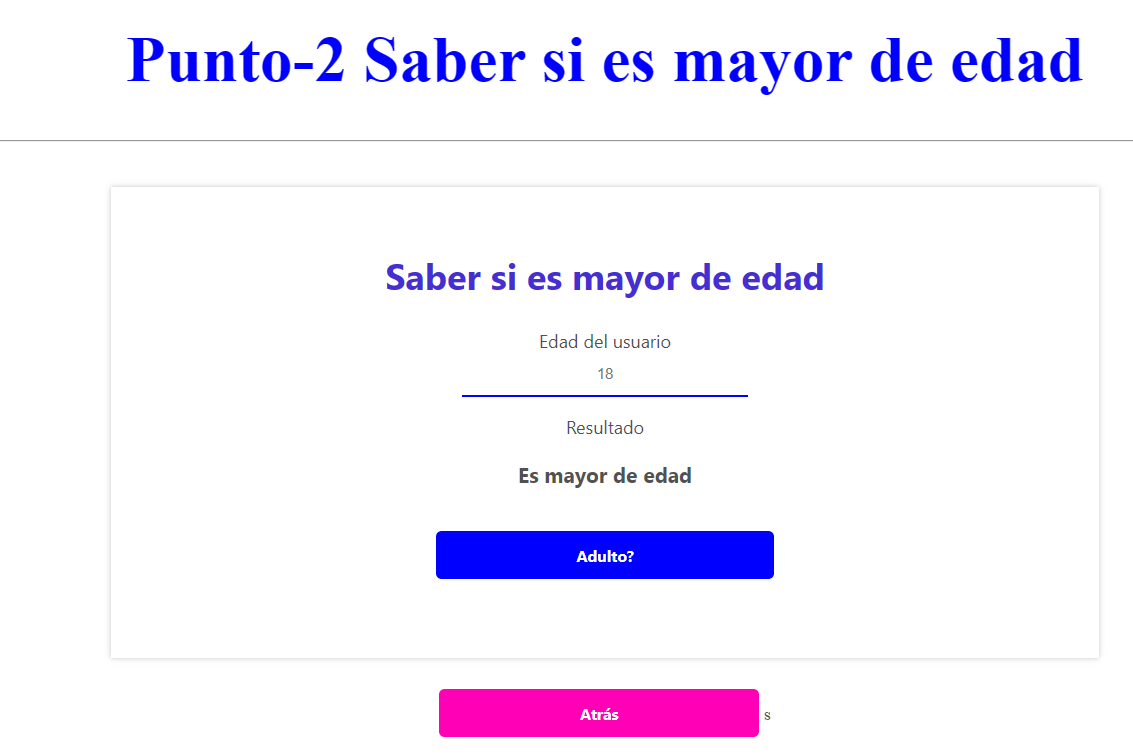 Punto-2 Saber si es mayor de edad
Saber si es mayor de edad
Edad del usuario
18
Resultado
Es mayor de edad
Adulto?
Atrás s